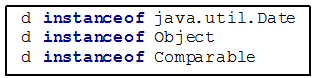 d instanceof java.util.Date
d instanceof Object
d instanceof Comparable